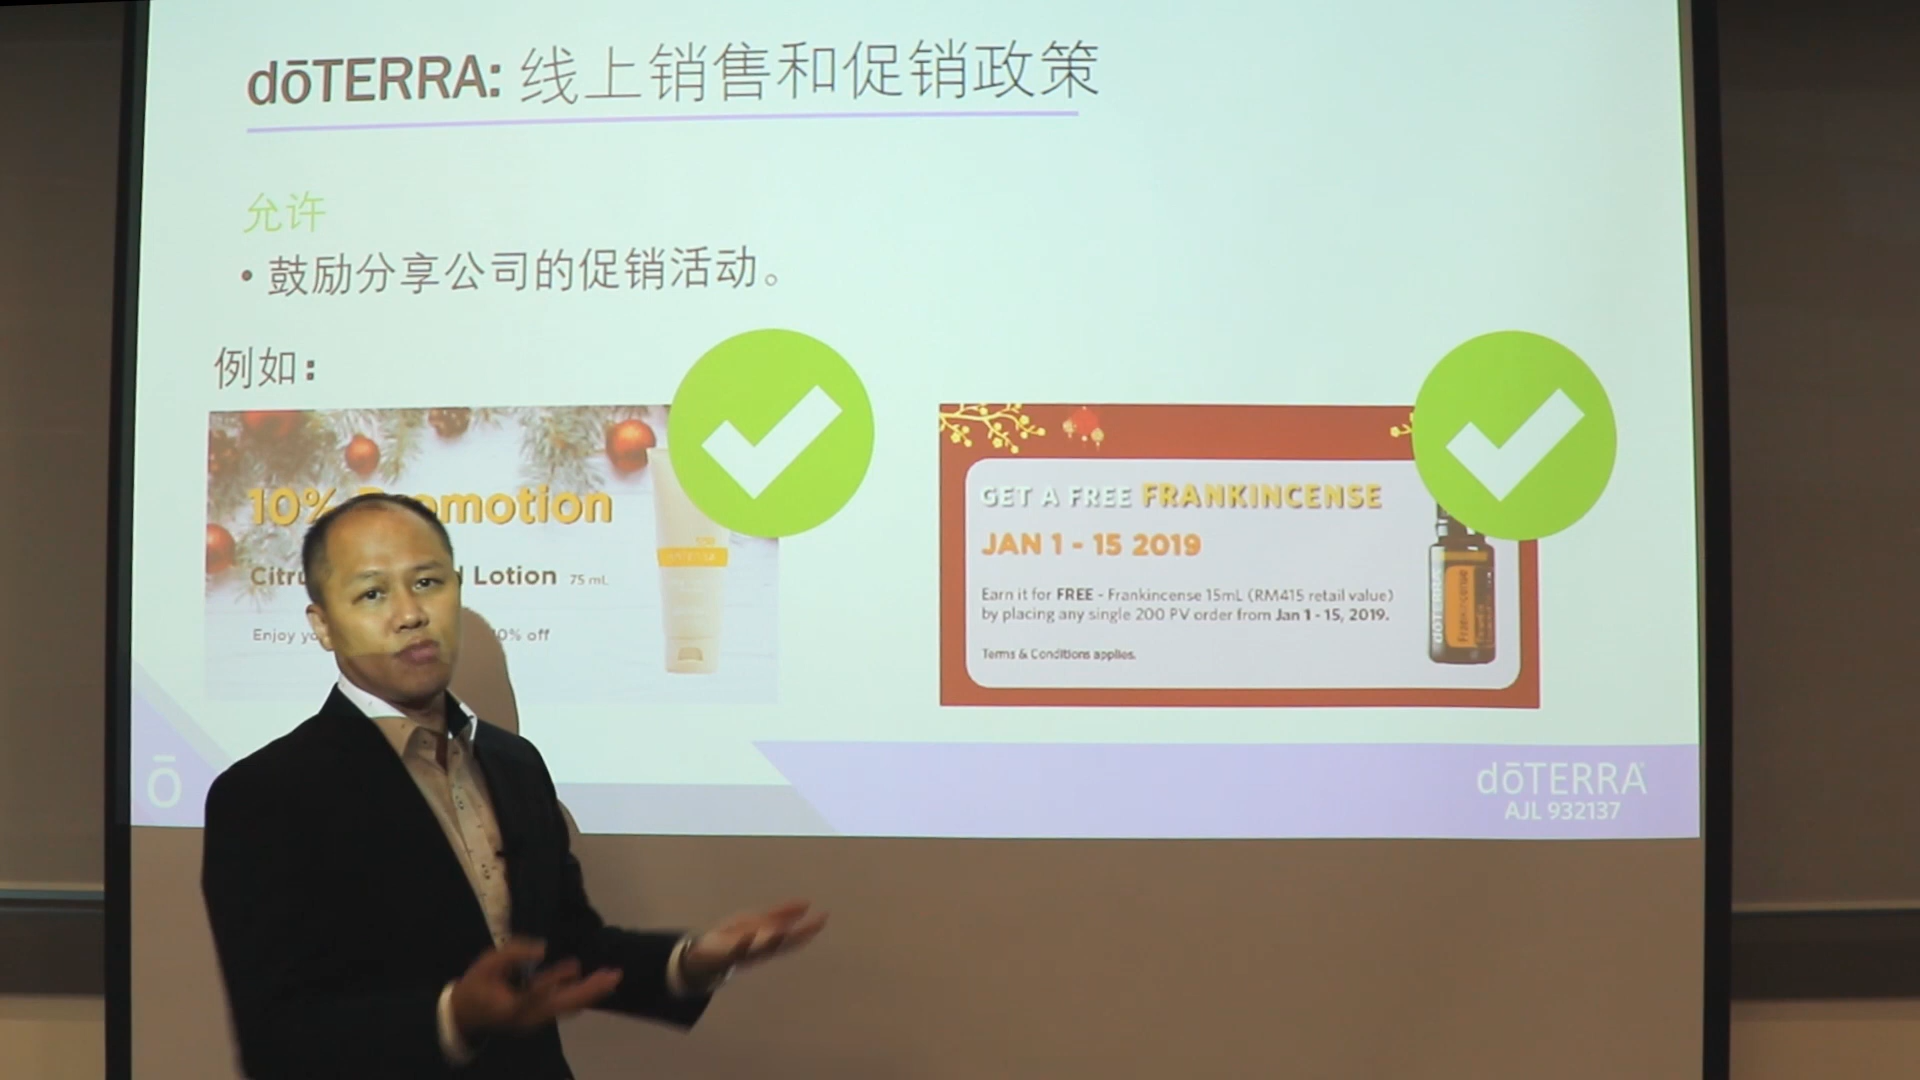 dōTERRA: 线上销售和促销政策
允许
• 鼓励分享公司的促销活动。
例如:
10% omotion
Lotion 75 mL
Enjoy 10% off
GET A FREE FRANKINCENSE
JAN 1 - 15 2019
Earn it for FREE - Frankincense 15mL (RM415 retail value)
by placing any single 200 PV order from Jan 1 - 15, 2019.
Terms & Conditions applies.
dōTERRA
Frankincense
ō
dōTERRA
AJL 932137